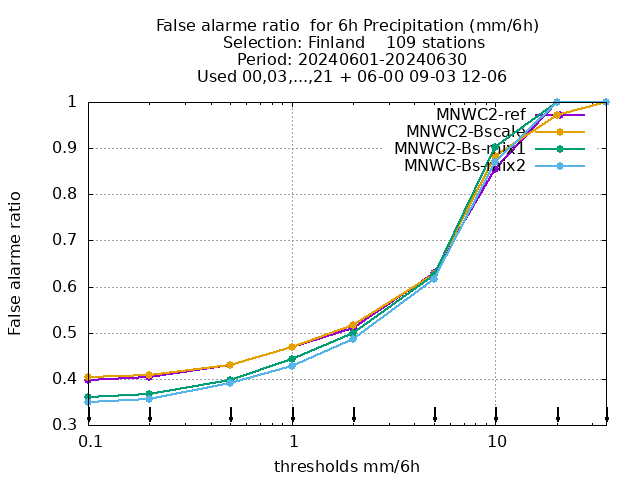 False alarme ratio  for 6h Precipitation (mm/6h)
Selection: Finland    109 stations
Period: 20240601-20240630
Used 00,03,...,21 + 06-00 09-03 12-06
MNWC2-ref
MNWC2-Bscale
MNWC2-Bs-mix1
MNWC-Bs-mix2
False alarme ratio
1
0.9
0.8
0.7
0.6
0.5
0.4
0.3
0.1 1 10
thresholds mm/6h